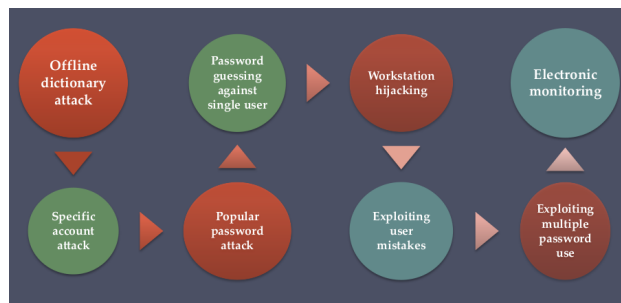 Offline
dictionary
attack
Specific
account
attack
Popular
password
attack
Password
guessing
against
single user
Workstation
hijacking
Exploiting
user
mistakes
Exploiting
multiple
password
use
Electronic
monitoring